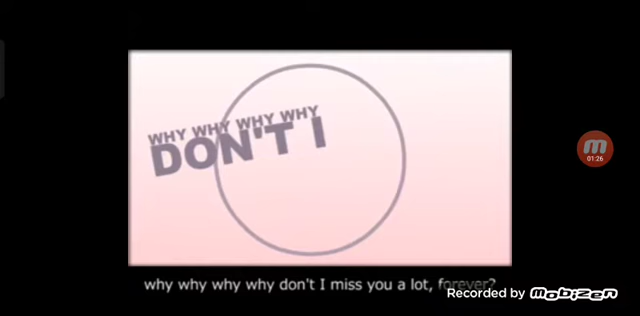 WHY WHY WHY WHY
DON'T I
01:26
why why why why don't I miss you a lot, forever?
Recorded by mobizen